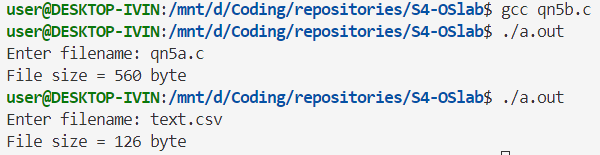 user@DESKTOP-IVIN:/mnt/d/Coding/repositories/S4-OSlab$ gcc qn5b.c
user@DESKTOP-IVIN:/mnt/d/Coding/repositories/S4-OSlab$ ./a.out
Enter filename: qn5a.c
File size = 560 byte
user@DESKTOP-IVIN:/mnt/d/Coding/repositories/S4-OSlab$ ./a.out
Enter filename: text.csv
File size = 126 byte